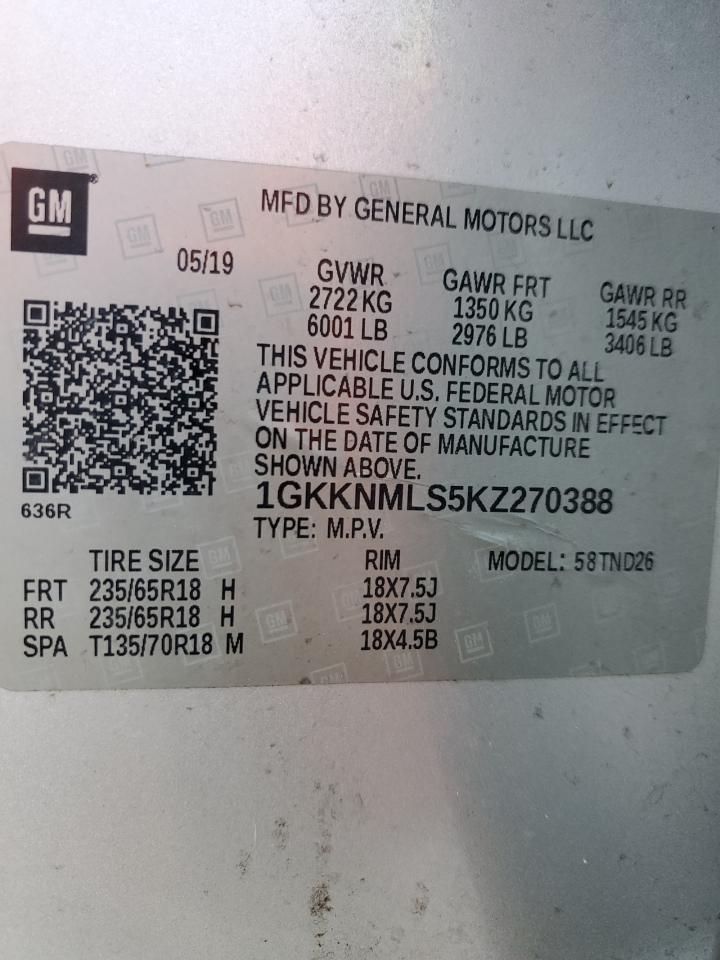 GM
MFD BY GENERAL MOTORS LLC
05/19
GVWR GAWR FRT GAWR RR
2722 KG 1350 KG 1545 KG
6001 LB 2976 LB 3406 LB
THIS VEHICLE CONFORMS TO ALL
APPLICABLE U.S. FEDERAL MOTOR
VEHICLE SAFETY STANDARDS IN EFFECT
ON THE DATE OF MANUFACTURE
SHOWN ABOVE.
1GKKNMLS5KZ270388
636R
TYPE: M.P.V.
TIRE SIZE RIM MODEL: 58TND26
FRT 235/65R18 H 18X7.5J
RR 235/65R18 H 18X7.5J
SPA T135/70R18 M 18X4.5B